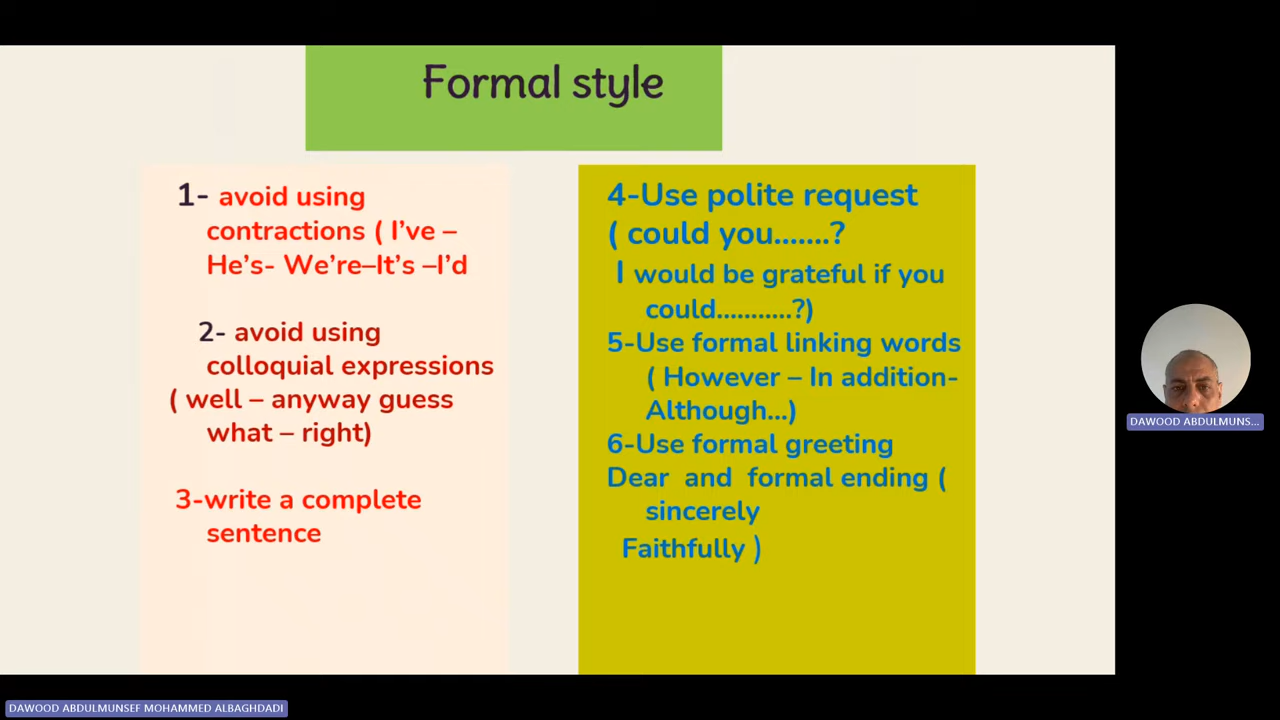 Formal style
1- avoid using
contractions ( I’ve –
He’s- We’re–It’s –I’d
2- avoid using
colloquial expressions
( well – anyway guess
what – right)
3-write a complete
sentence
4-Use polite request
( could you.......?
I would be grateful if you
could...........?)
5-Use formal linking words
( However – In addition-
Although...)
6-Use formal greeting
Dear and formal ending (
sincerely
Faithfully )
DAWOOD ABDULMUNS...
DAWOOD ABDULMUNSEF MOHAMMED ALBAGHDADI